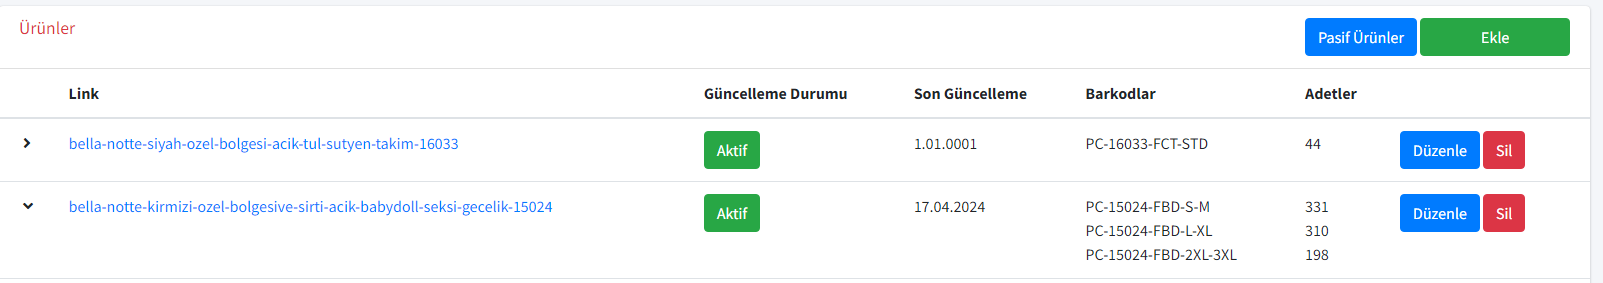 Ürünler
Pasif Ürünler
Ekle
Link Güncelleme Durumu Son Güncelleme Barkodlar Adetler
bella-notte-siyah-ozel-bolgesi-acik-tul-sutyen-takim-16033 Aktif 1.01.0001 PC-16033-FCT-STD 44 Düzenle Sil
bella-notte-kirmizi-ozel-bolgesive-sirti-acik-babydoll-seksi-gecelik-15024 Aktif 17.04.2024 PC-15024-FBD-S-M 331 Düzenle Sil
PC-15024-FBD-L-XL 310
PC-15024-FBD-2XL-3XL 198